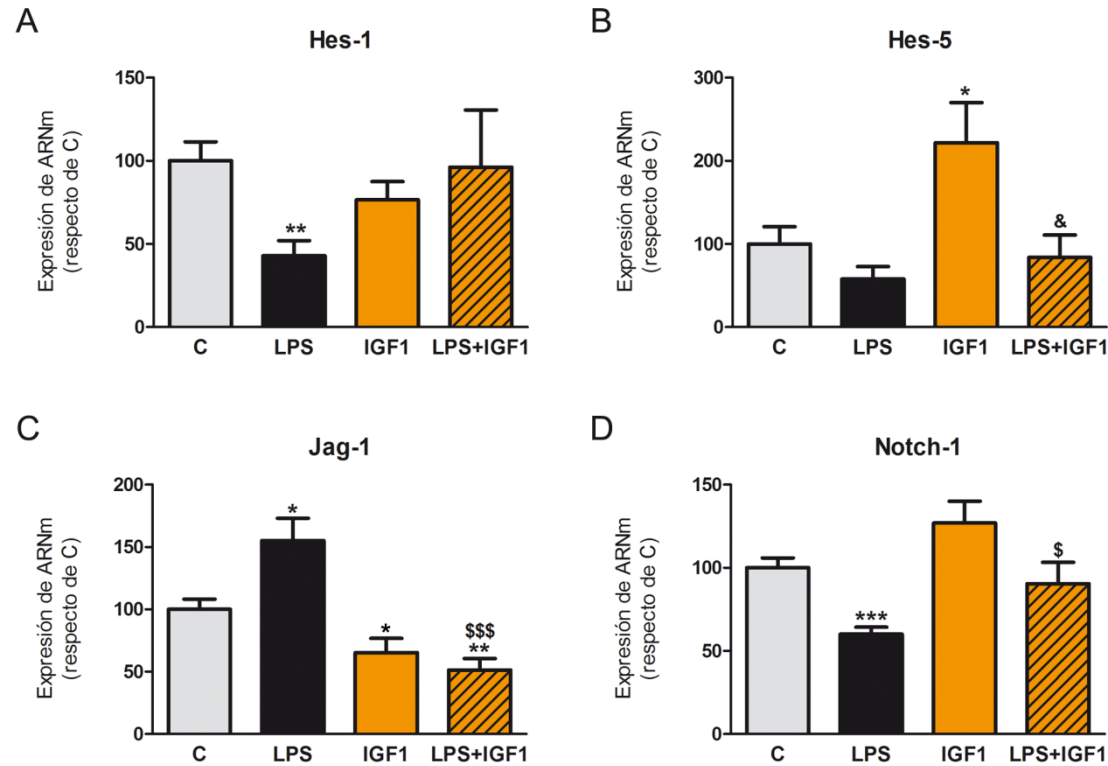 A
Hes-1
Expresión de ARNm
(respecto de C)
150
100
50
0
**
C LPS IGF1 LPS+IGF1
B
Hes-5
Expresión de ARNm
(respecto de C)
300
200
100
0
*
&
C LPS IGF1 LPS+IGF1
C
Jag-1
Expresión de ARNm
(respecto de C)
200
150
100
50
0
*
*
$$$
**
C LPS IGF1 LPS+IGF1
D
Notch-1
Expresión de ARNm
(respecto de C)
150
100
50
0
***
$
C LPS IGF1 LPS+IGF1